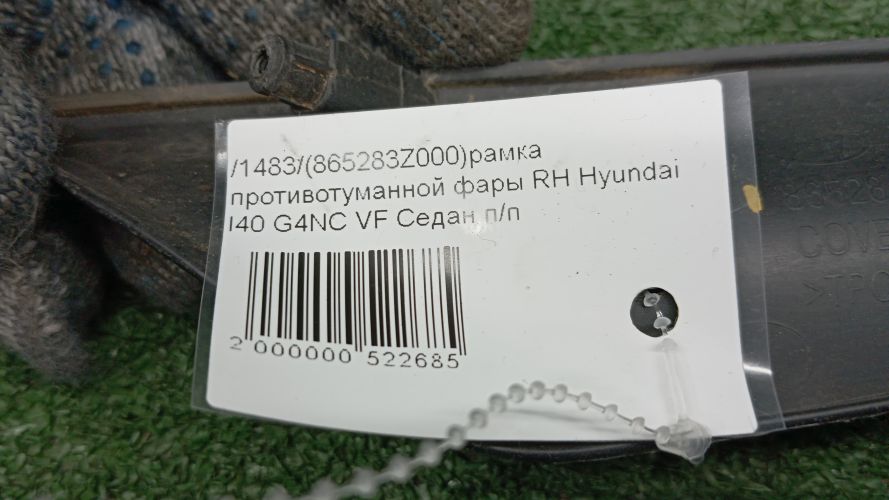 /1483/(865283Z000)рамка
противотуманной фары RH Hyundai
I40 G4NC VF Седан п/п
2 000000 522685